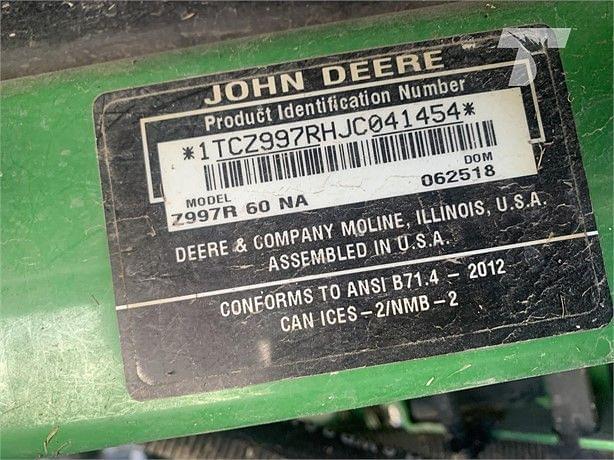 JOHN DEERE
Product Identification Number
*1TCZ997RHJC041454*
MODEL DOM
Z997R 60 NA 062518
DEERE & COMPANY MOLINE, ILLINOIS, U.S.A.
ASSEMBLED IN U.S.A.
CONFORMS TO ANSI B71.4 - 2012
CAN ICES-2/NMB-2